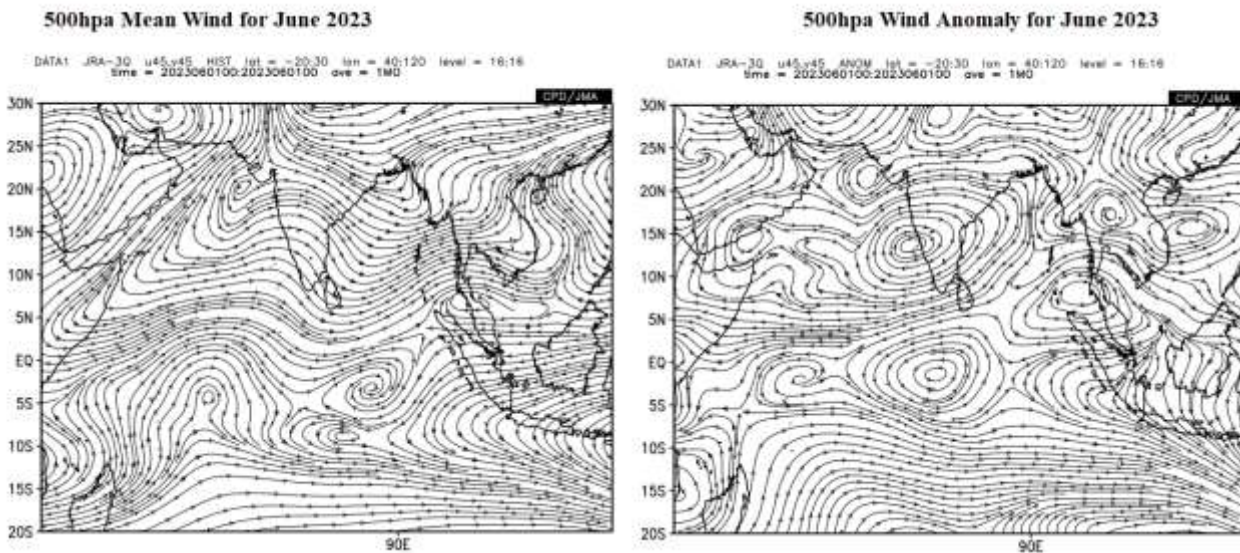 500hpa Mean Wind for June 2023
DATA1 JRA-3Q u45,v45 HIST lat = -20:30 lon = 40:120 level = 16:16
time = 2023060100:2023060100 ave = 1MO
CPD/JMA
30N
25N
20N
15N
10N
5N
EQ
5S
10S
15S
20S
90E
500hpa Wind Anomaly for June 2023
DATA1 JRA-3Q u45,v45 ANOM lat = -20:30 lon = 40:120 level = 16:16
time = 2023060100:2023060100 ave = 1MO
CPD/JMA
30N
25N
20N
15N
10N
5N
EQ
5S
10S
15S
20S
90E